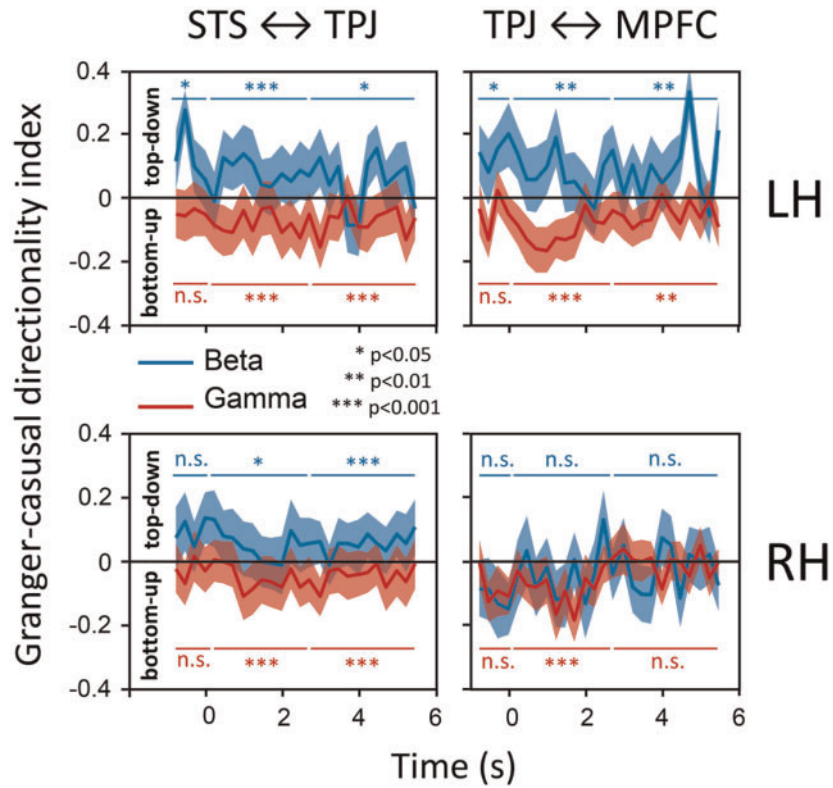 STS ↔ TPJ
TPJ ↔ MPFC
Granger-casusal directionality index
0.4
0.2
0
-0.2
-0.4
top-down
bottom-up
* *** *
n.s. *** ***
* ** **
n.s. *** **
LH
Beta
Gamma
* p<0.05
** p<0.01
*** p<0.001
0.4
0.2
0
-0.2
-0.4
top-down
bottom-up
n.s. * ***
n.s. *** ***
n.s. n.s. n.s.
n.s. *** n.s.
RH
0 2 4 6
0 2 4 6
Time (s)